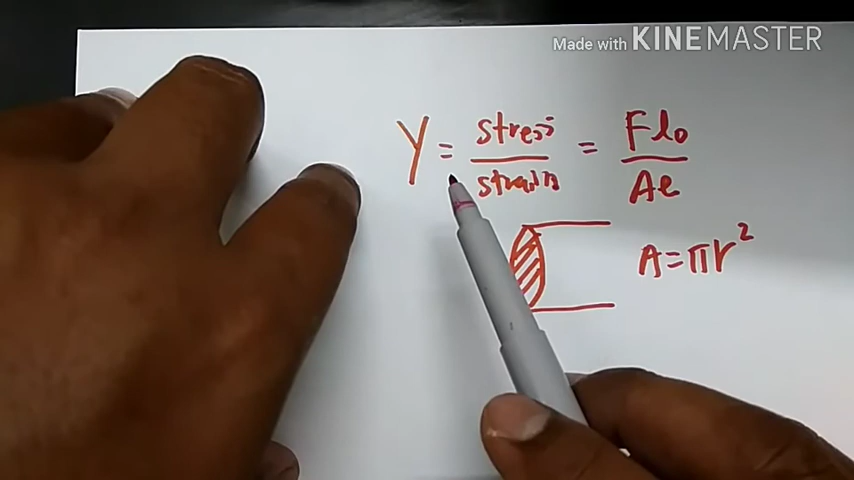 Made with KINEMASTER
Y = stress / strain = Flo / Ae
A = πr²